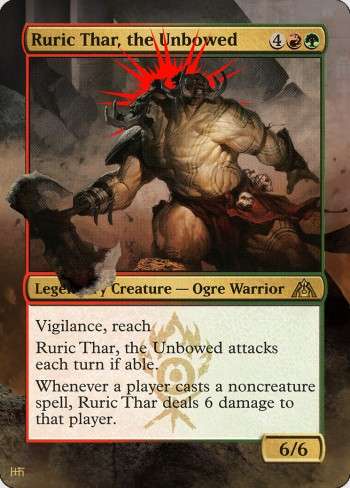 Ruric Thar, the Unbowed 4
Legendary Creature — Ogre Warrior
Vigilance, reach
Ruric Thar, the Unbowed attacks
each turn if able.
Whenever a player casts a noncreature
spell, Ruric Thar deals 6 damage to
that player.
6/6